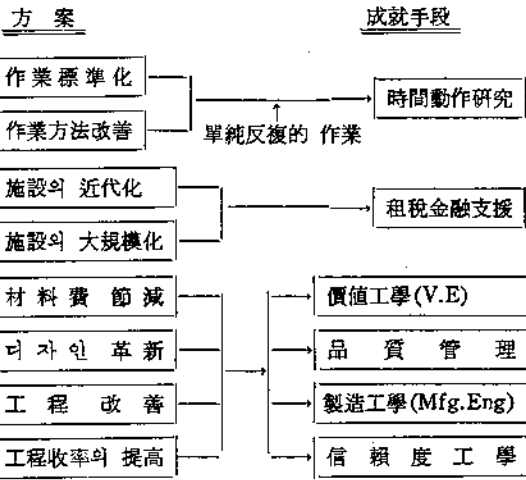 方 案 成就手段
作業標準化
時間動作硏究
作業方法改善
單純反復的 作業
施設의 近代化
租稅金融支援
施設의 大規模化
材料費 節減 價値工學(V.E)
디자인 革新 品質管理
工程改善 製造工學(Mfg.Eng)
工程收率의 提高 信賴度工學